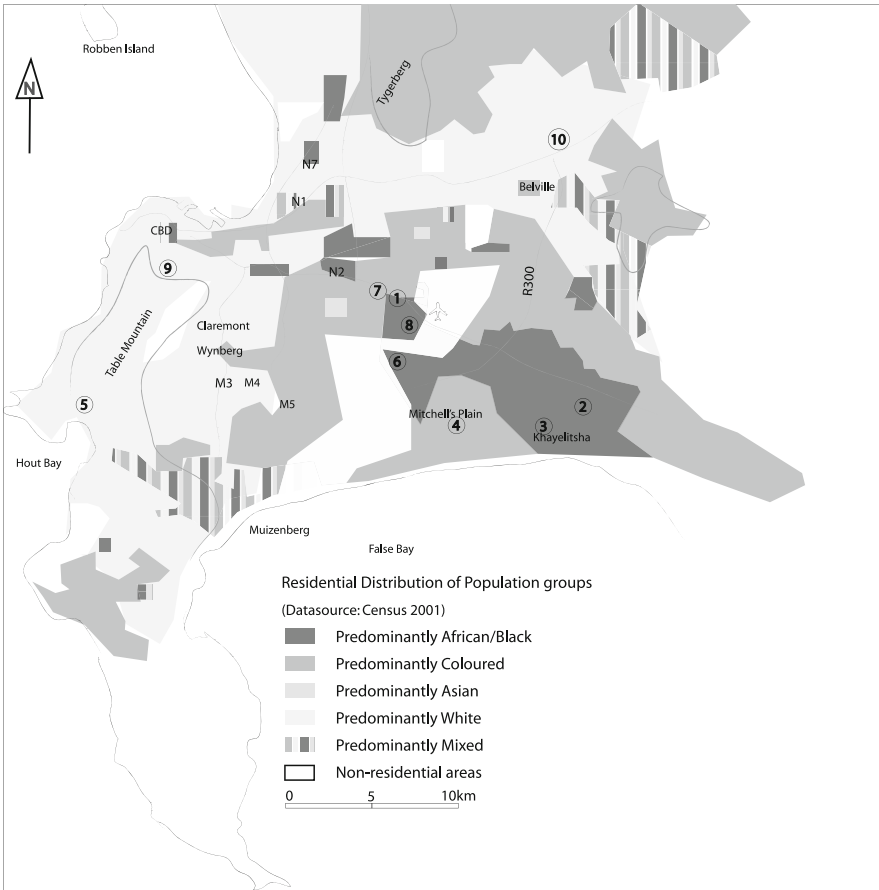 Robben Island
N
Tygerberg
10
N7
Belville
N1
CBD
N2
R300
9
7
1
8
Table Mountain
Claremont
Wynberg
6
M3
M4
5
M5
2
Mitchell's Plain
4
3
Khayelitsha
Hout Bay
Muizenberg
False Bay
Residential Distribution of Population groups
(Datasource: Census 2001)
Predominantly African/Black
Predominantly Coloured
Predominantly Asian
Predominantly White
Predominantly Mixed
Non-residential areas
0 5 10km